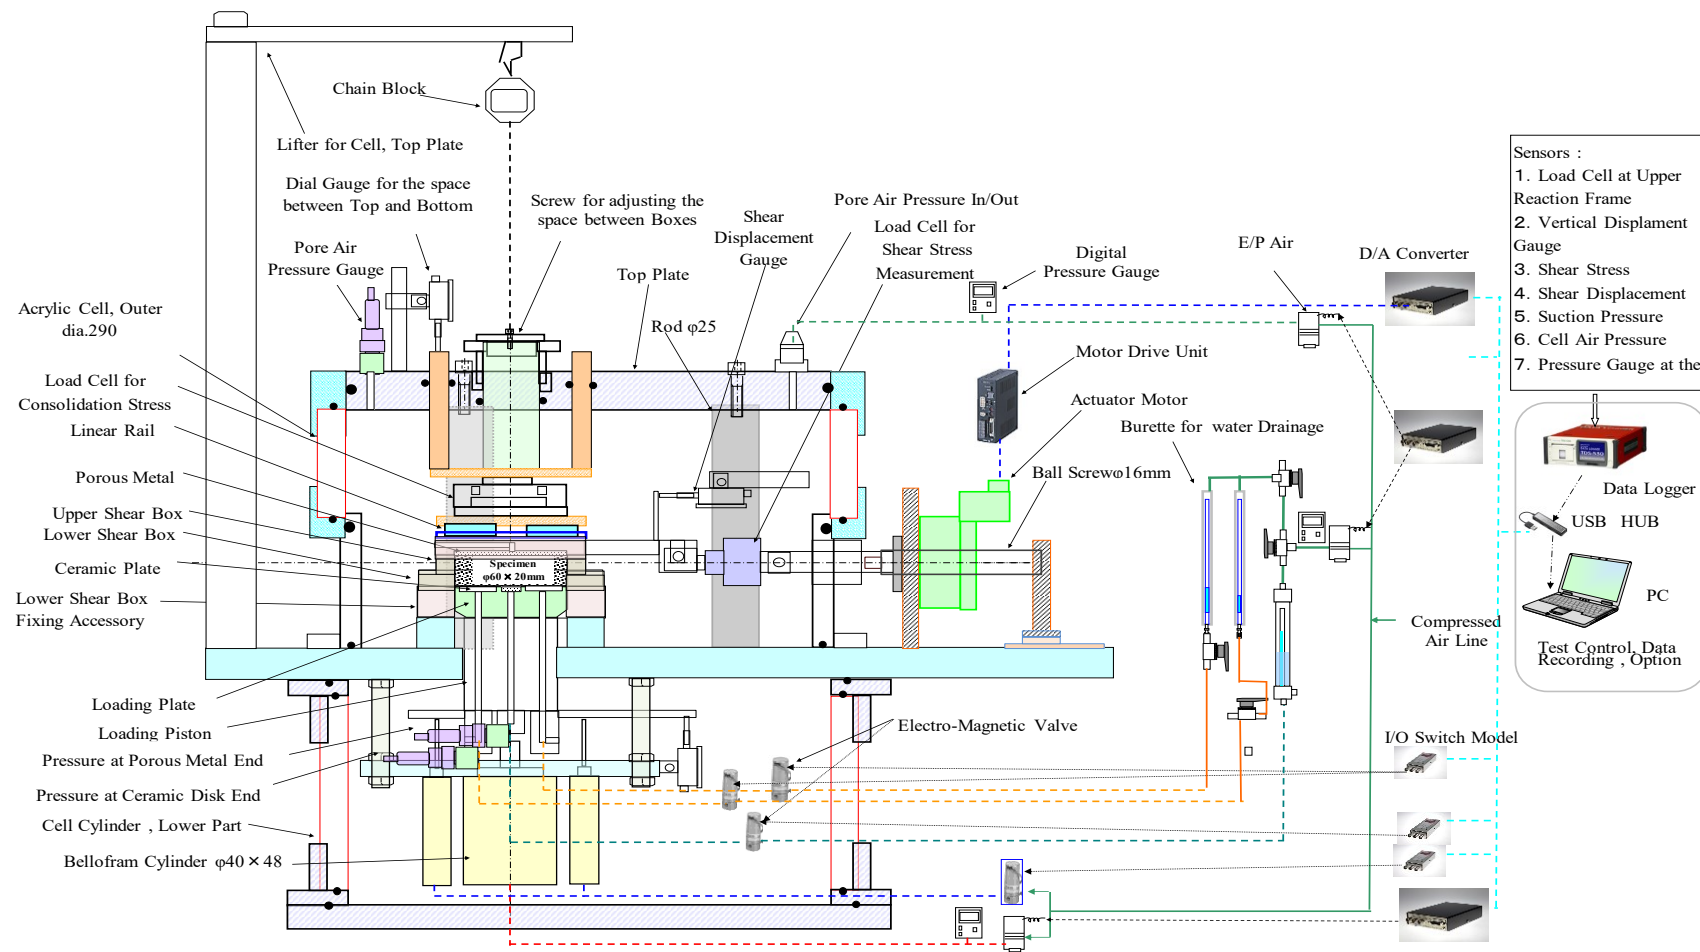 Chain Block
Lifter for Cell, Top Plate
Dial Gauge for the space
between Top and Bottom
Screw for adjusting the
space between Boxes
Pore Air
Pressure Gauge
Top Plate
Rod φ25
Shear
Displacement
Gauge
Pore Air Pressure In/Out
Load Cell for
Shear Stress
Measurement
Digital
Pressure Gauge
E/P Air
D/A Converter
Motor Drive Unit
Actuator Motor
Burette for water Drainage
Ball Screwφ16mm
Acrylic Cell, Outer
dia.290
Load Cell for
Consolidation Stress
Linear Rail
Porous Metal
Upper Shear Box
Lower Shear Box
Ceramic Plate
Lower Shear Box
Fixing Accessory
Specimen
φ60×20mm
Loading Plate
Loading Piston
Pressure at Porous Metal End
Pressure at Ceramic Disk End
Cell Cylinder , Lower Part
Bellofram Cylinder φ40×48
Electro-Magnetic Valve
Compressed
Air Line
I/O Switch Model
Sensors :
1. Load Cell at Upper
Reaction Frame
2. Vertical Displament
Gauge
3. Shear Stress
4. Shear Displacement
5. Suction Pressure
6. Cell Air Pressure
7. Pressure Gauge at the
Data Logger
USB HUB
PC
Test Control, Data
Recording , Option